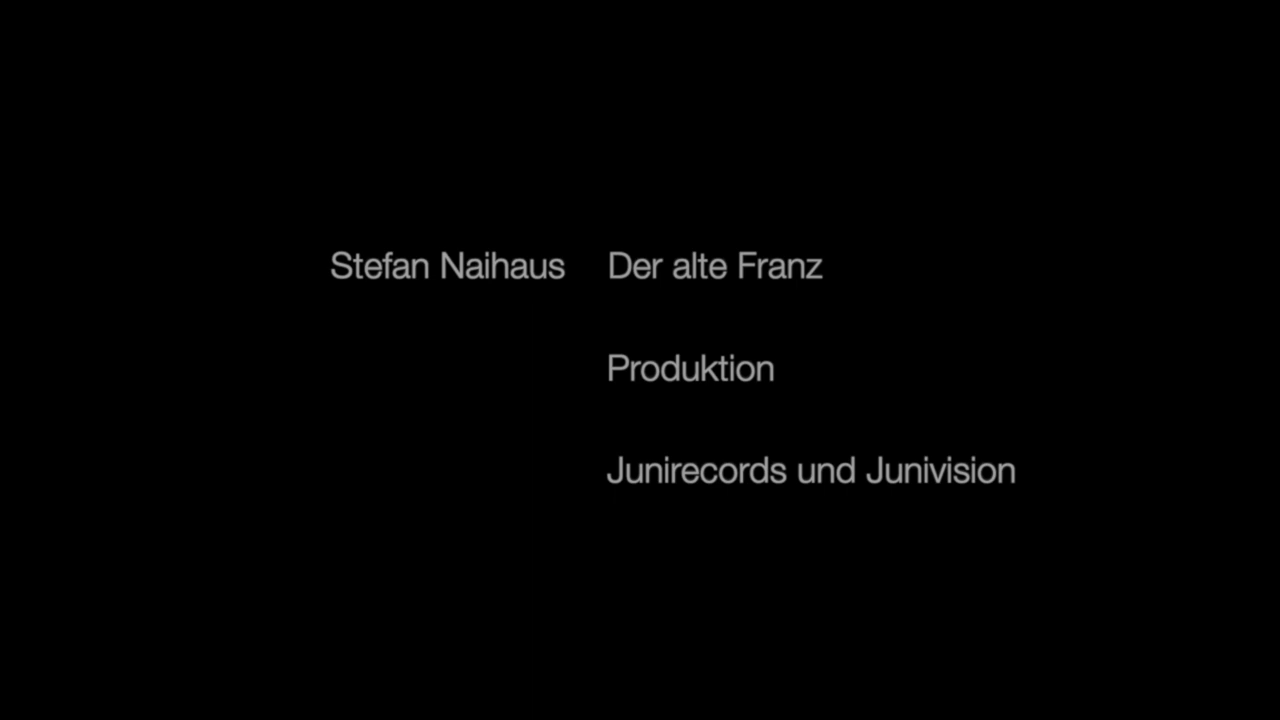 Stefan Naihaus Der alte Franz
Produktion
Junirecords und Junivision